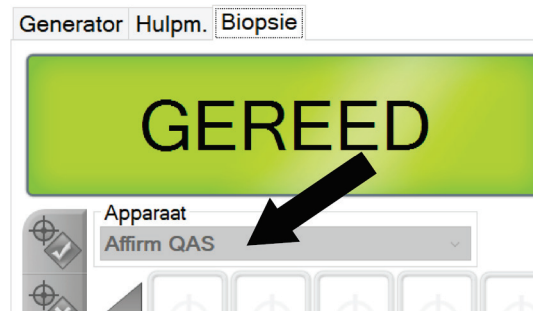 Generator Hulpm. Biopsie
GEREED
Apparaat
Affirm QAS